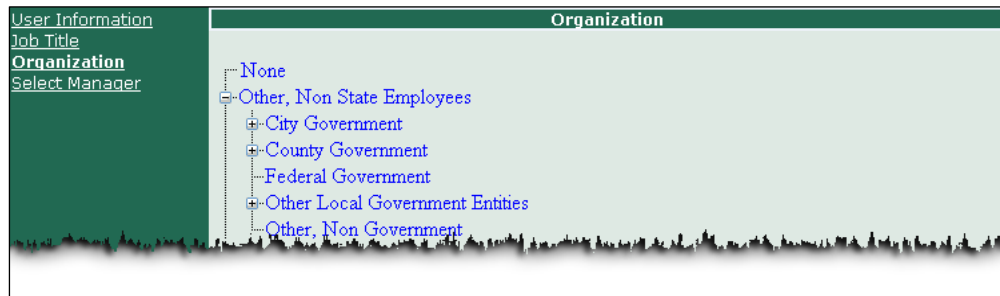 User Information
Job Title
Organization
Select Manager
Organization
None
Other, Non State Employees
City Government
County Government
Federal Government
Other Local Government Entities
Other, Non Government